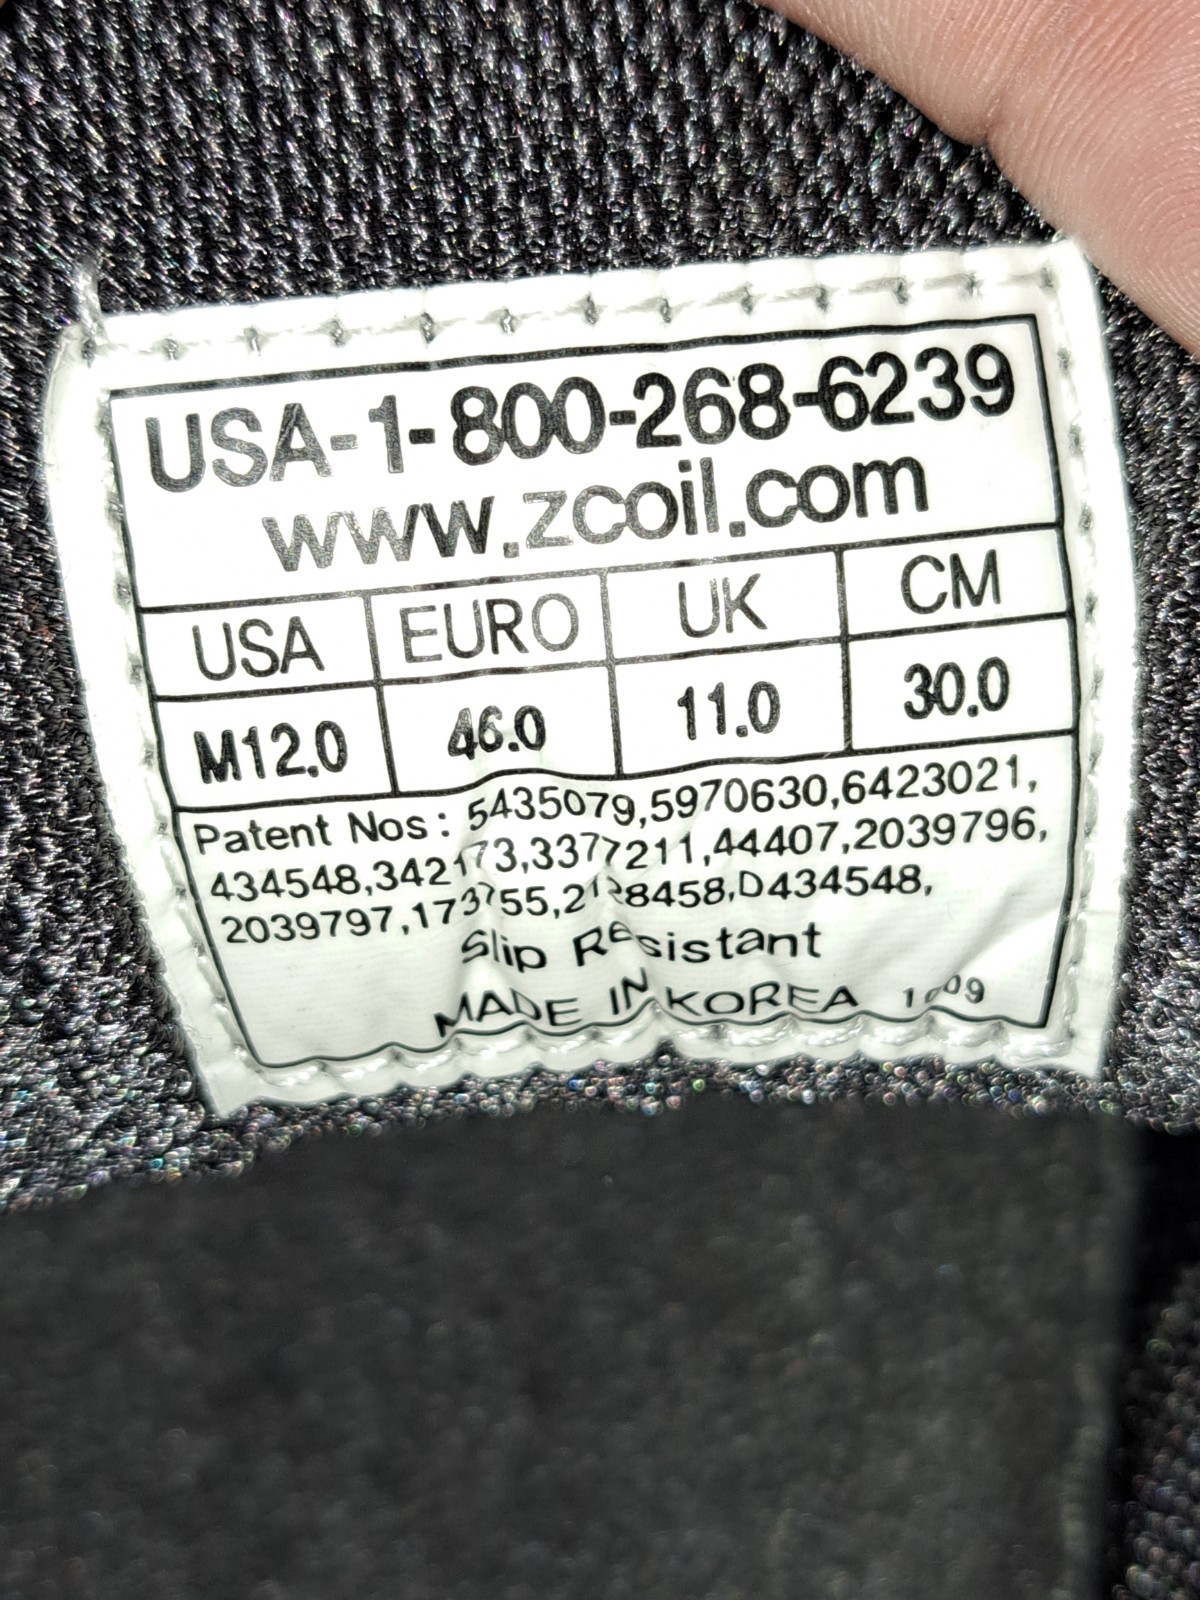 USA-1-800-268-6239
www.zcoil.com
USA EURO UK CM
M12.0 46.0 11.0 30.0
Patent Nos: 5435079,5970630,6423021,
434548,342173,3377211,44407,2039796,
2039797,173755,2128458,D434548,
Slip Resistant
MADE IN KOREA